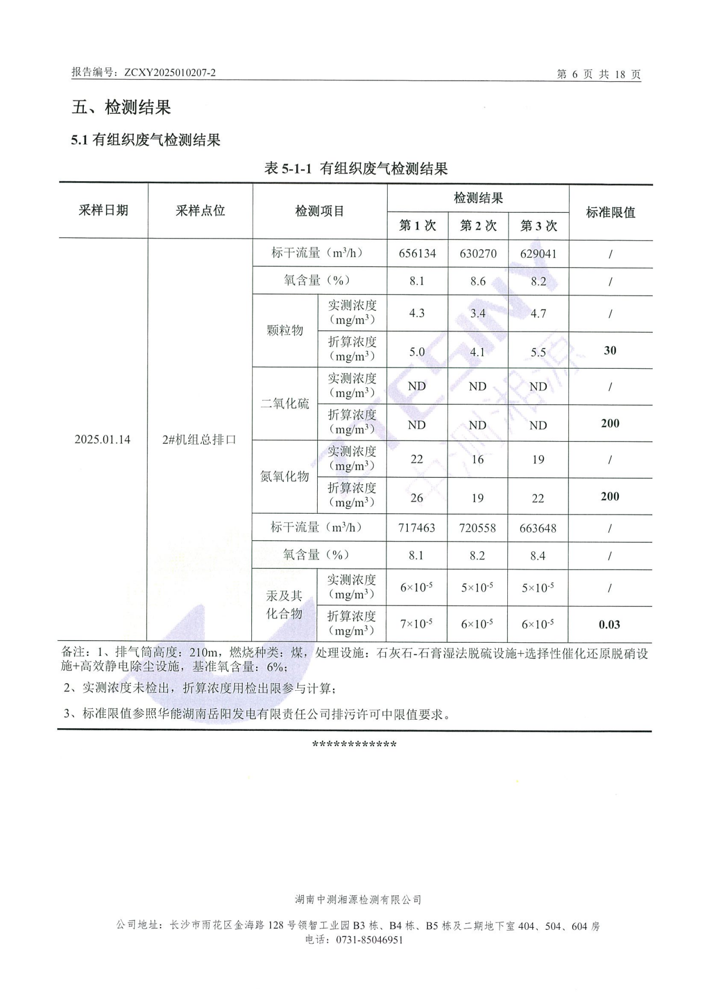 报告编号：ZCXY2025010207-2
第 6 页 共 18 页
五、检测结果
5.1 有组织废气检测结果
表 5-1-1 有组织废气检测结果
采样日期 采样点位 检测项目 检测结果 标准限值
第 1 次 第 2 次 第 3 次
2025.01.14 2#机组总排口
标干流量（m³/h） 656134 630270 629041 /
氧含量（%） 8.1 8.6 8.2 /
颗粒物
实测浓度
（mg/m³） 4.3 3.4 4.7 /
折算浓度
（mg/m³） 5.0 4.1 5.5 30
二氧化硫
实测浓度
（mg/m³） ND ND ND /
折算浓度
（mg/m³） ND ND ND 200
氮氧化物
实测浓度
（mg/m³） 22 16 19 /
折算浓度
（mg/m³） 26 19 22 200
标干流量（m³/h） 717463 720558 663648 /
氧含量（%） 8.1 8.2 8.4 /
汞及其
化合物
实测浓度
（mg/m³） 6×10⁻⁵ 5×10⁻⁵ 5×10⁻⁵ /
折算浓度
（mg/m³） 7×10⁻⁵ 6×10⁻⁵ 6×10⁻⁵ 0.03
备注：1、排气筒高度：210m，燃烧种类：煤，处理设施：石灰石-石膏湿法脱硫设施+选择性催化还原脱硝设
施+高效静电除尘设施，基准氧含量：6%；
2、实测浓度未检出，折算浓度用检出限参与计算；
3、标准限值参照华能湖南岳阳发电有限责任公司排污许可中限值要求。
************
ZTESINY
中测湘源
湖南中测湘源检测有限公司
公司地址：长沙市雨花区金海路 128 号领智工业园 B3 栋、B4 栋、B5 栋及二期地下室 404、504、604 房
电话：0731-85046951